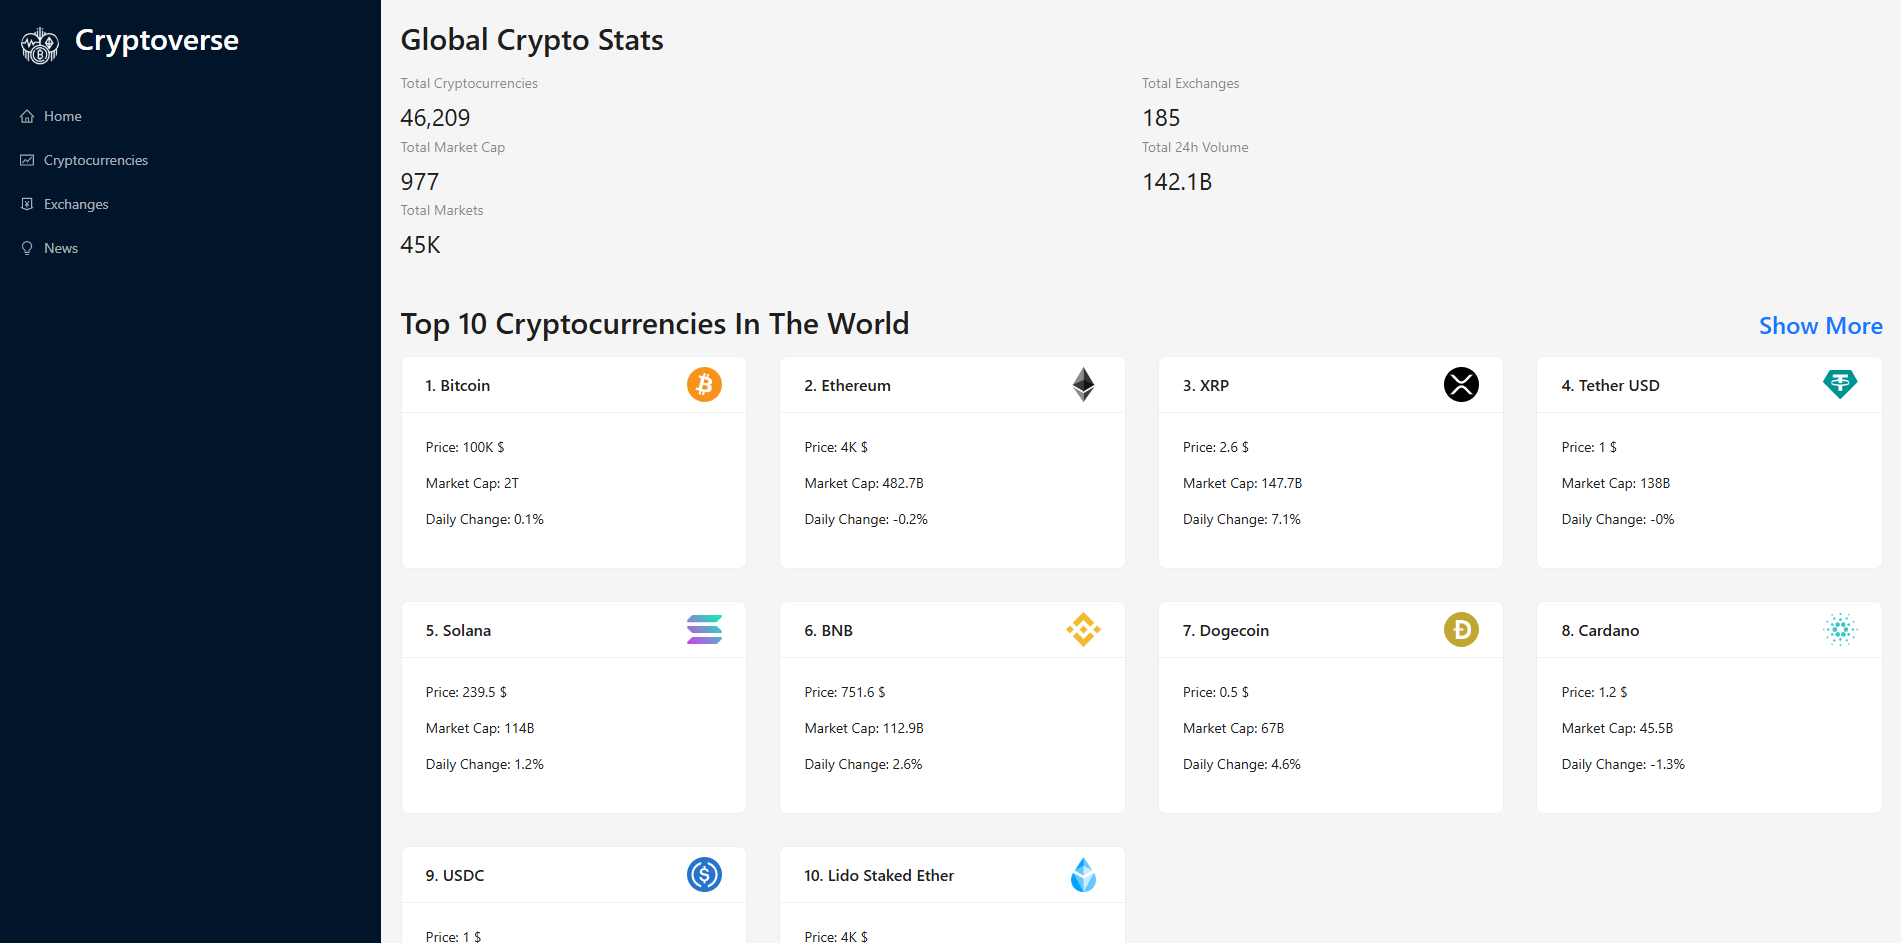 Cryptoverse
Home
Cryptocurrencies
Exchanges
News
Global Crypto Stats
Total Cryptocurrencies
46,209
Total Exchanges
185
Total Market Cap
977
Total 24h Volume
142.1B
Total Markets
45K
Top 10 Cryptocurrencies In The World
Show More
1. Bitcoin
Price: 100K $
Market Cap: 2T
Daily Change: 0.1%
2. Ethereum
Price: 4K $
Market Cap: 482.7B
Daily Change: -0.2%
3. XRP
Price: 2.6 $
Market Cap: 147.7B
Daily Change: 7.1%
4. Tether USD
Price: 1 $
Market Cap: 138B
Daily Change: -0%
5. Solana
Price: 239.5 $
Market Cap: 114B
Daily Change: 1.2%
6. BNB
Price: 751.6 $
Market Cap: 112.9B
Daily Change: 2.6%
7. Dogecoin
Price: 0.5 $
Market Cap: 67B
Daily Change: 4.6%
8. Cardano
Price: 1.2 $
Market Cap: 45.5B
Daily Change: -1.3%
9. USDC
Price: 1 $
10. Lido Staked Ether
Price: 4K $